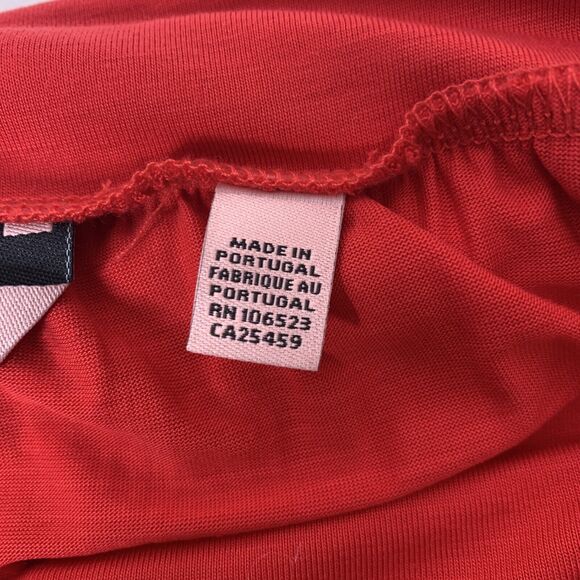 MADE IN
PORTUGAL
FABRIQUE AU
PORTUGAL
RN 106523
CA25459